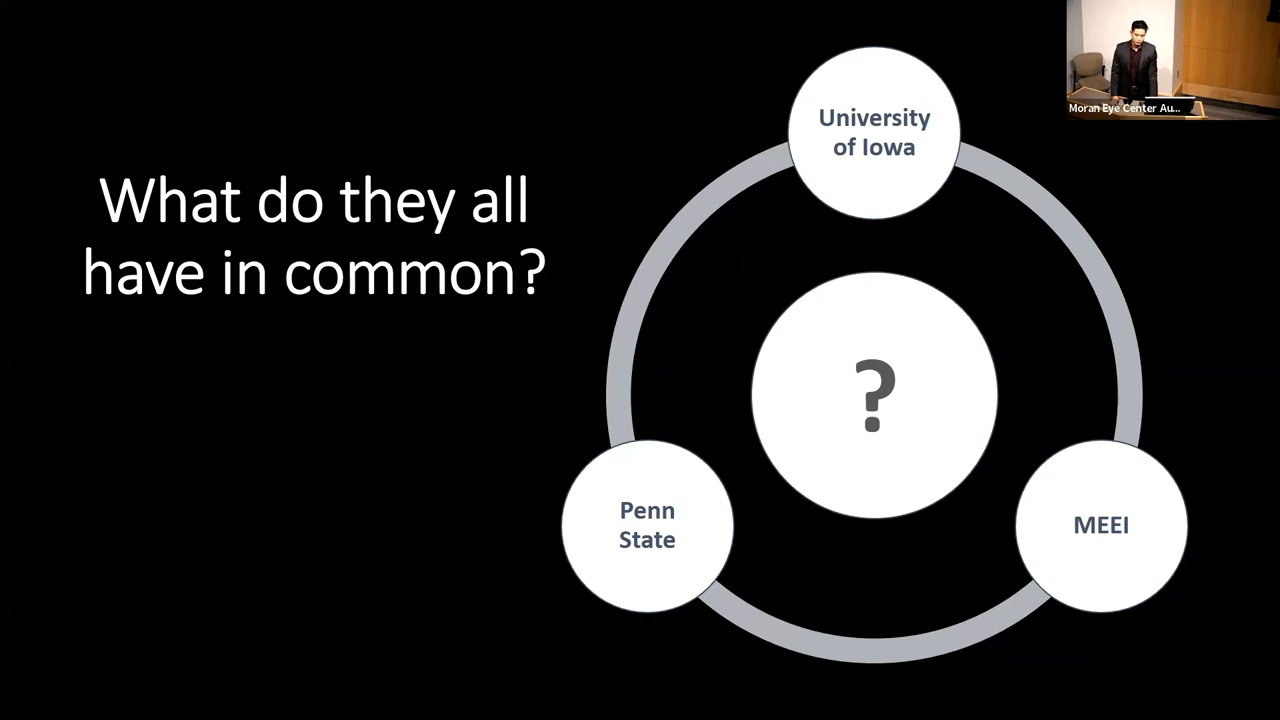 What do they all
have in common?
University
of Iowa
?
Penn
State
MEEI
Moran Eye Center Au...